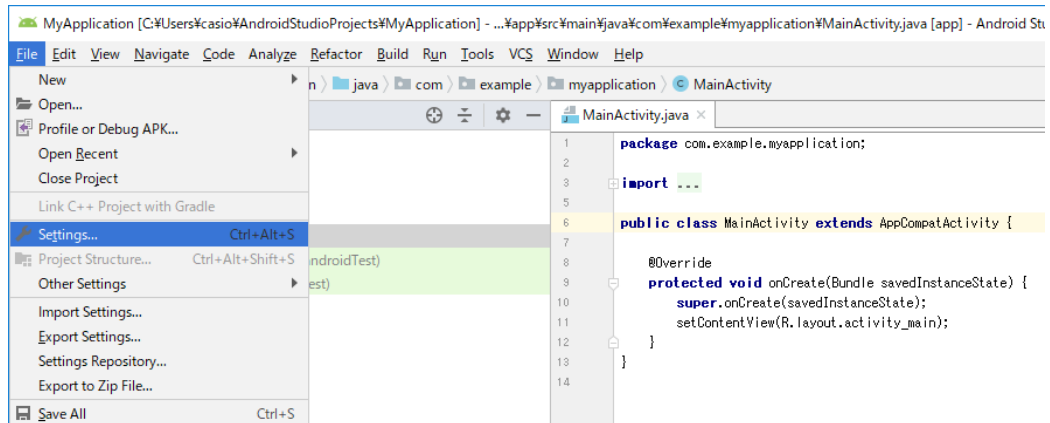 MyApplication [C:¥Users¥casio¥AndroidStudioProjects¥MyApplication] - ...¥app¥src¥main¥java¥com¥example¥myapplication¥MainActivity.java [app] - Android Stu
File Edit View Navigate Code Analyze Refactor Build Run Tools VCS Window Help
n java com example myapplication MainActivity
New
Open...
Profile or Debug APK...
Open Recent
Close Project
Link C++ Project with Gradle
Settings... Ctrl+Alt+S
Project Structure... Ctrl+Alt+Shift+S
Other Settings
Import Settings...
Export Settings...
Settings Repository...
Export to Zip File...
Save All Ctrl+S
ndroidTest)
est)
MainActivity.java
1 package com.example.myapplication;
2
3 import ...
5
6 public class MainActivity extends AppCompatActivity {
7
8 @Override
9 protected void onCreate(Bundle savedInstanceState) {
10 super.onCreate(savedInstanceState);
11 setContentView(R.layout.activity_main);
12 }
13 }
14